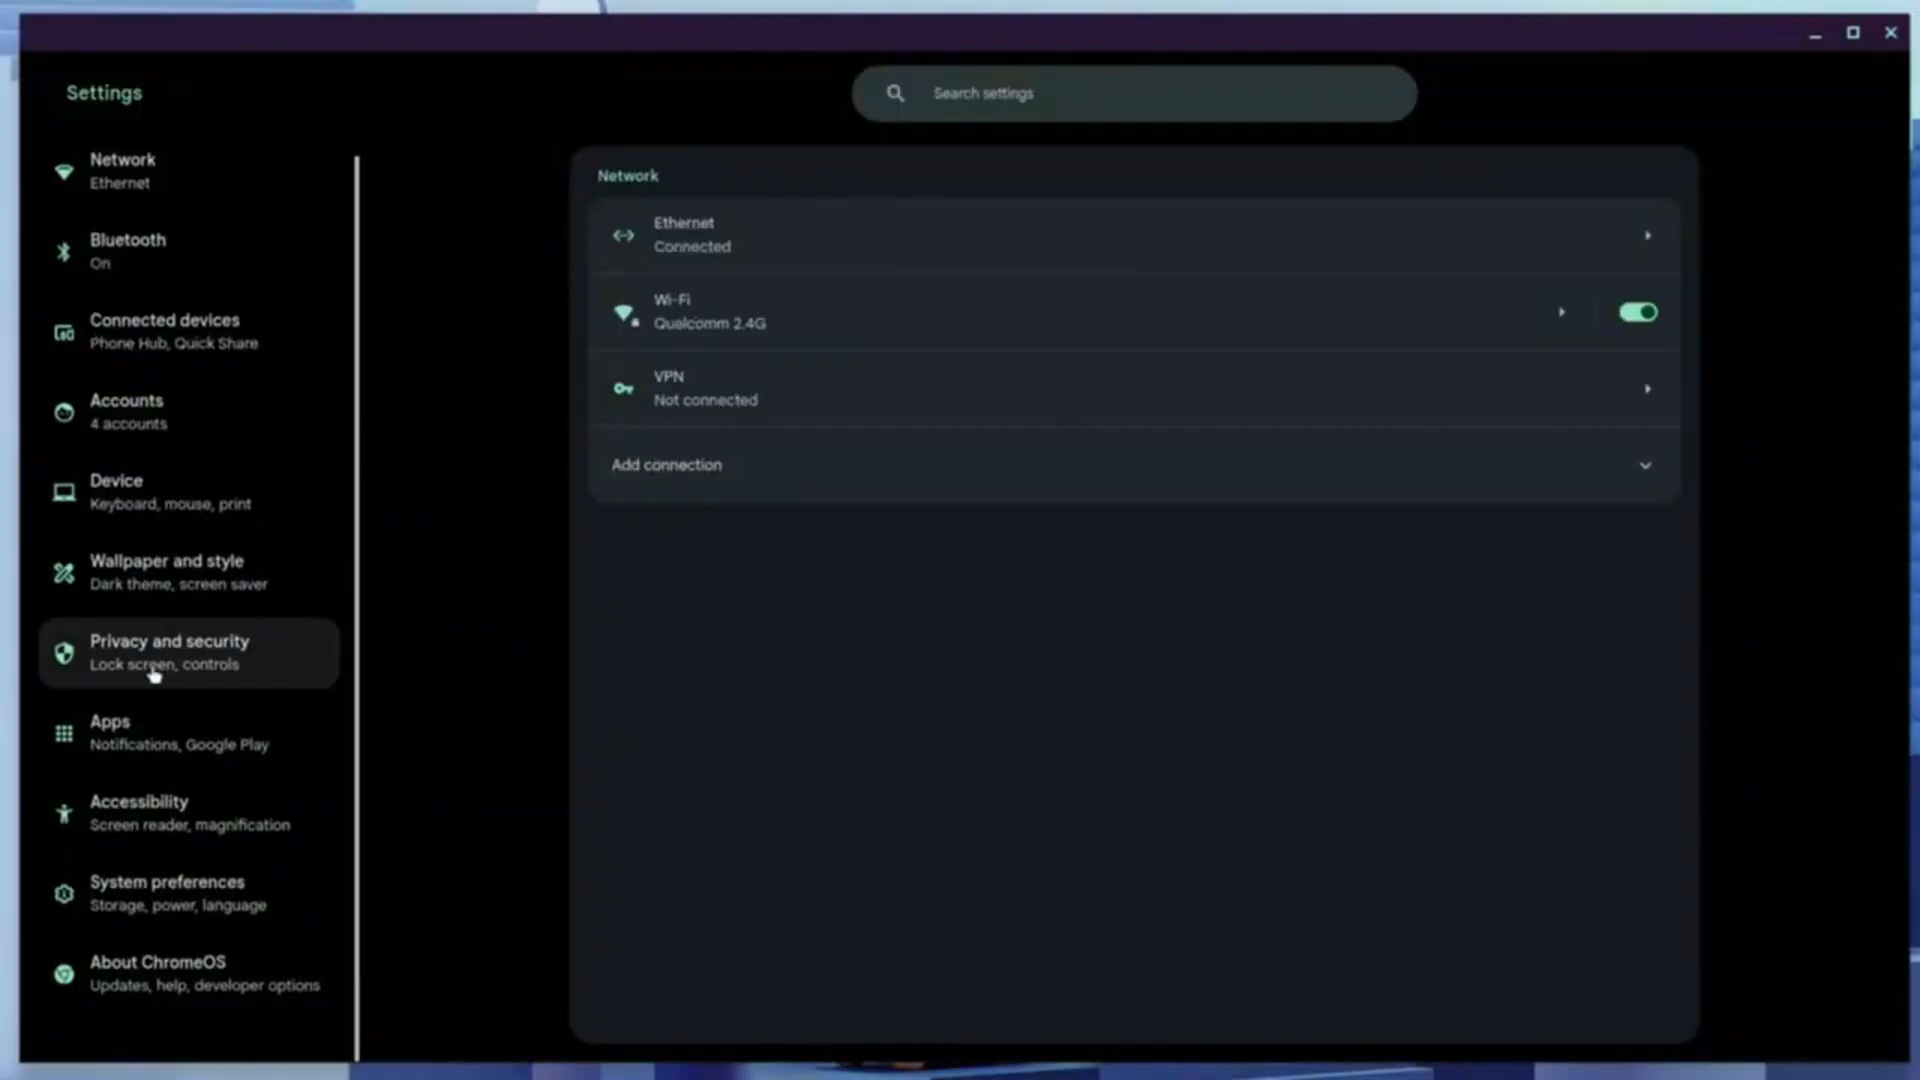 Settings
Search settings
Network
Ethernet
Bluetooth
On
Connected devices
Phone Hub, Quick Share
Accounts
4 accounts
Device
Keyboard, mouse, print
Wallpaper and style
Dark theme, screen saver
Privacy and security
Lock screen, controls
Apps
Notifications, Google Play
Accessibility
Screen reader, magnification
System preferences
Storage, power, language
About ChromeOS
Updates, help, developer options
Network
Ethernet
Connected
Wi-Fi
Qualcomm 2.4G
VPN
Not connected
Add connection